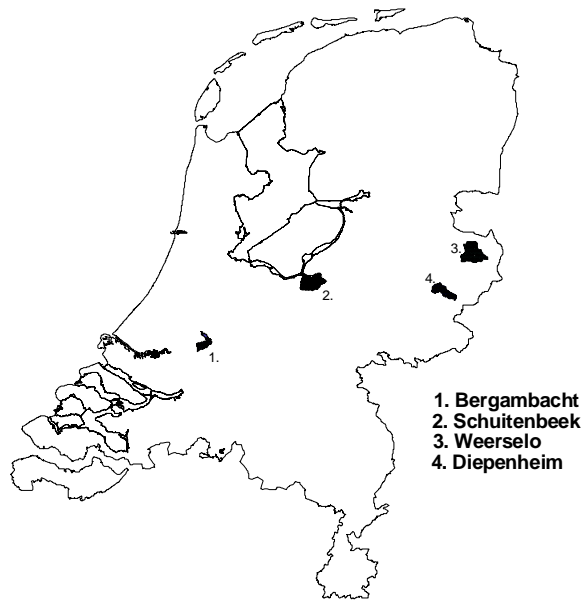 3.
4.
2.
1.
1. Bergambacht
2. Schuitenbeek
3. Weerselo
4. Diepenheim